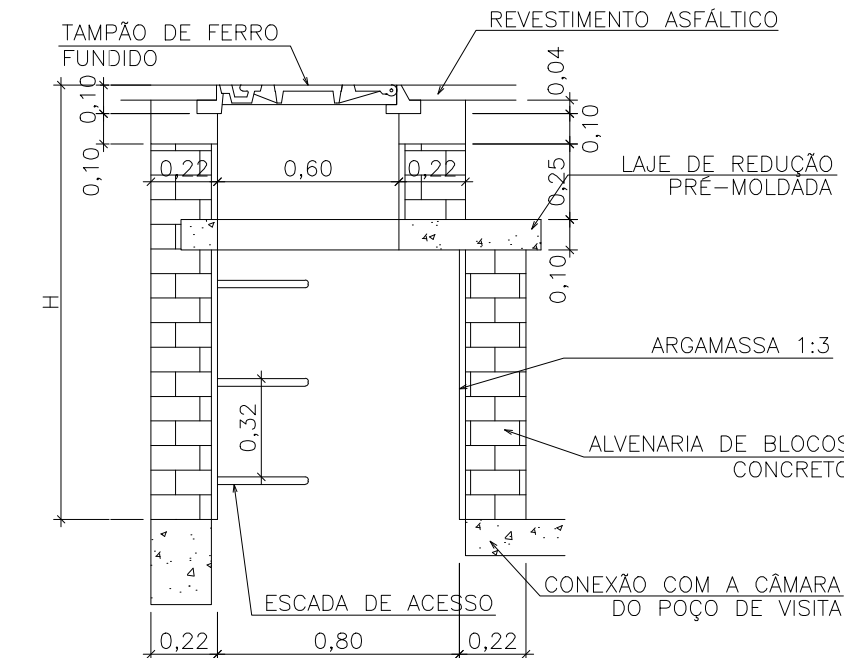 REVESTIMENTO ASFÁLTICO
TAMPÃO DE FERRO
FUNDIDO
0,10
0,04
0,10
0,10
0,22
0,60
0,22
0,25
LAJE DE REDUÇÃO
PRÉ-MOLDADA
0,10
H
ARGAMASSA 1:3
0,32
ALVENARIA DE BLOCOS
CONCRETO
CONEXÃO COM A CÂMARA
DO POÇO DE VISITA
ESCADA DE ACESSO
0,22
0,80
0,22